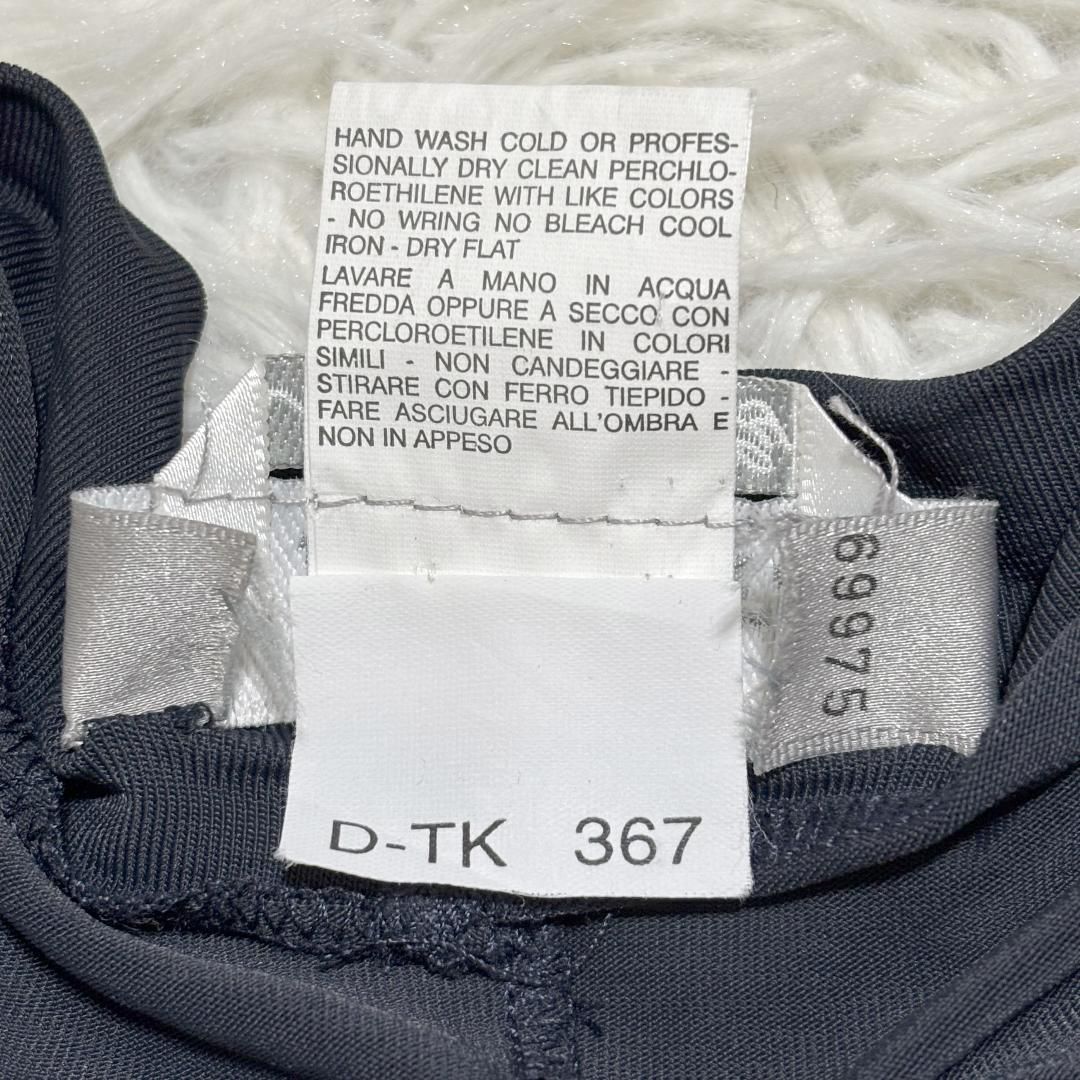 HAND WASH COLD OR PROFES-
SIONALLY DRY CLEAN PERCHLO-
ROETHILENE WITH LIKE COLORS
- NO WRING NO BLEACH COOL
IRON - DRY FLAT
LAVARE A MANO IN ACQUA
FREDDA OPPURE A SECCO CON
PERCLOROETILENE IN COLORI
SIMILI - NON CANDEGGIARE -
STIRARE CON FERRO TIEPIDO -
FARE ASCIUGARE ALL'OMBRA E
NON IN APPESO
69975
D-TK 367